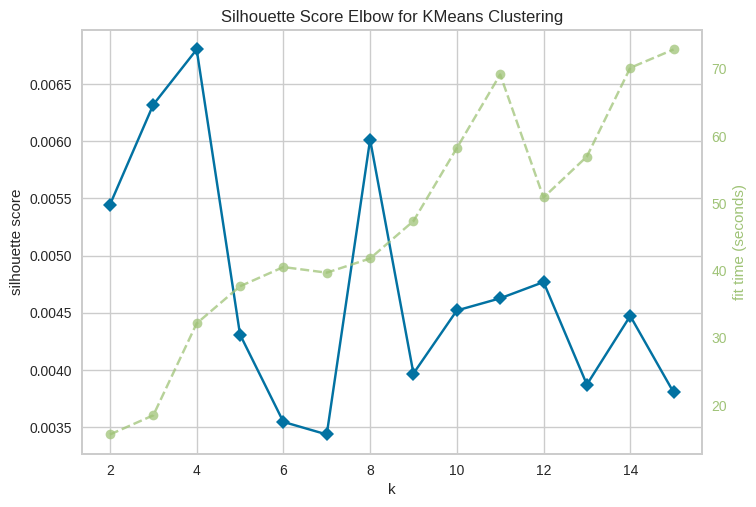 Silhouette Score Elbow for KMeans Clustering
0.0065
0.0060
0.0055
0.0050
0.0045
0.0040
0.0035
silhouette score
70
60
50
40
30
20
fit time (seconds)
2 4 6 8 10 12 14
k